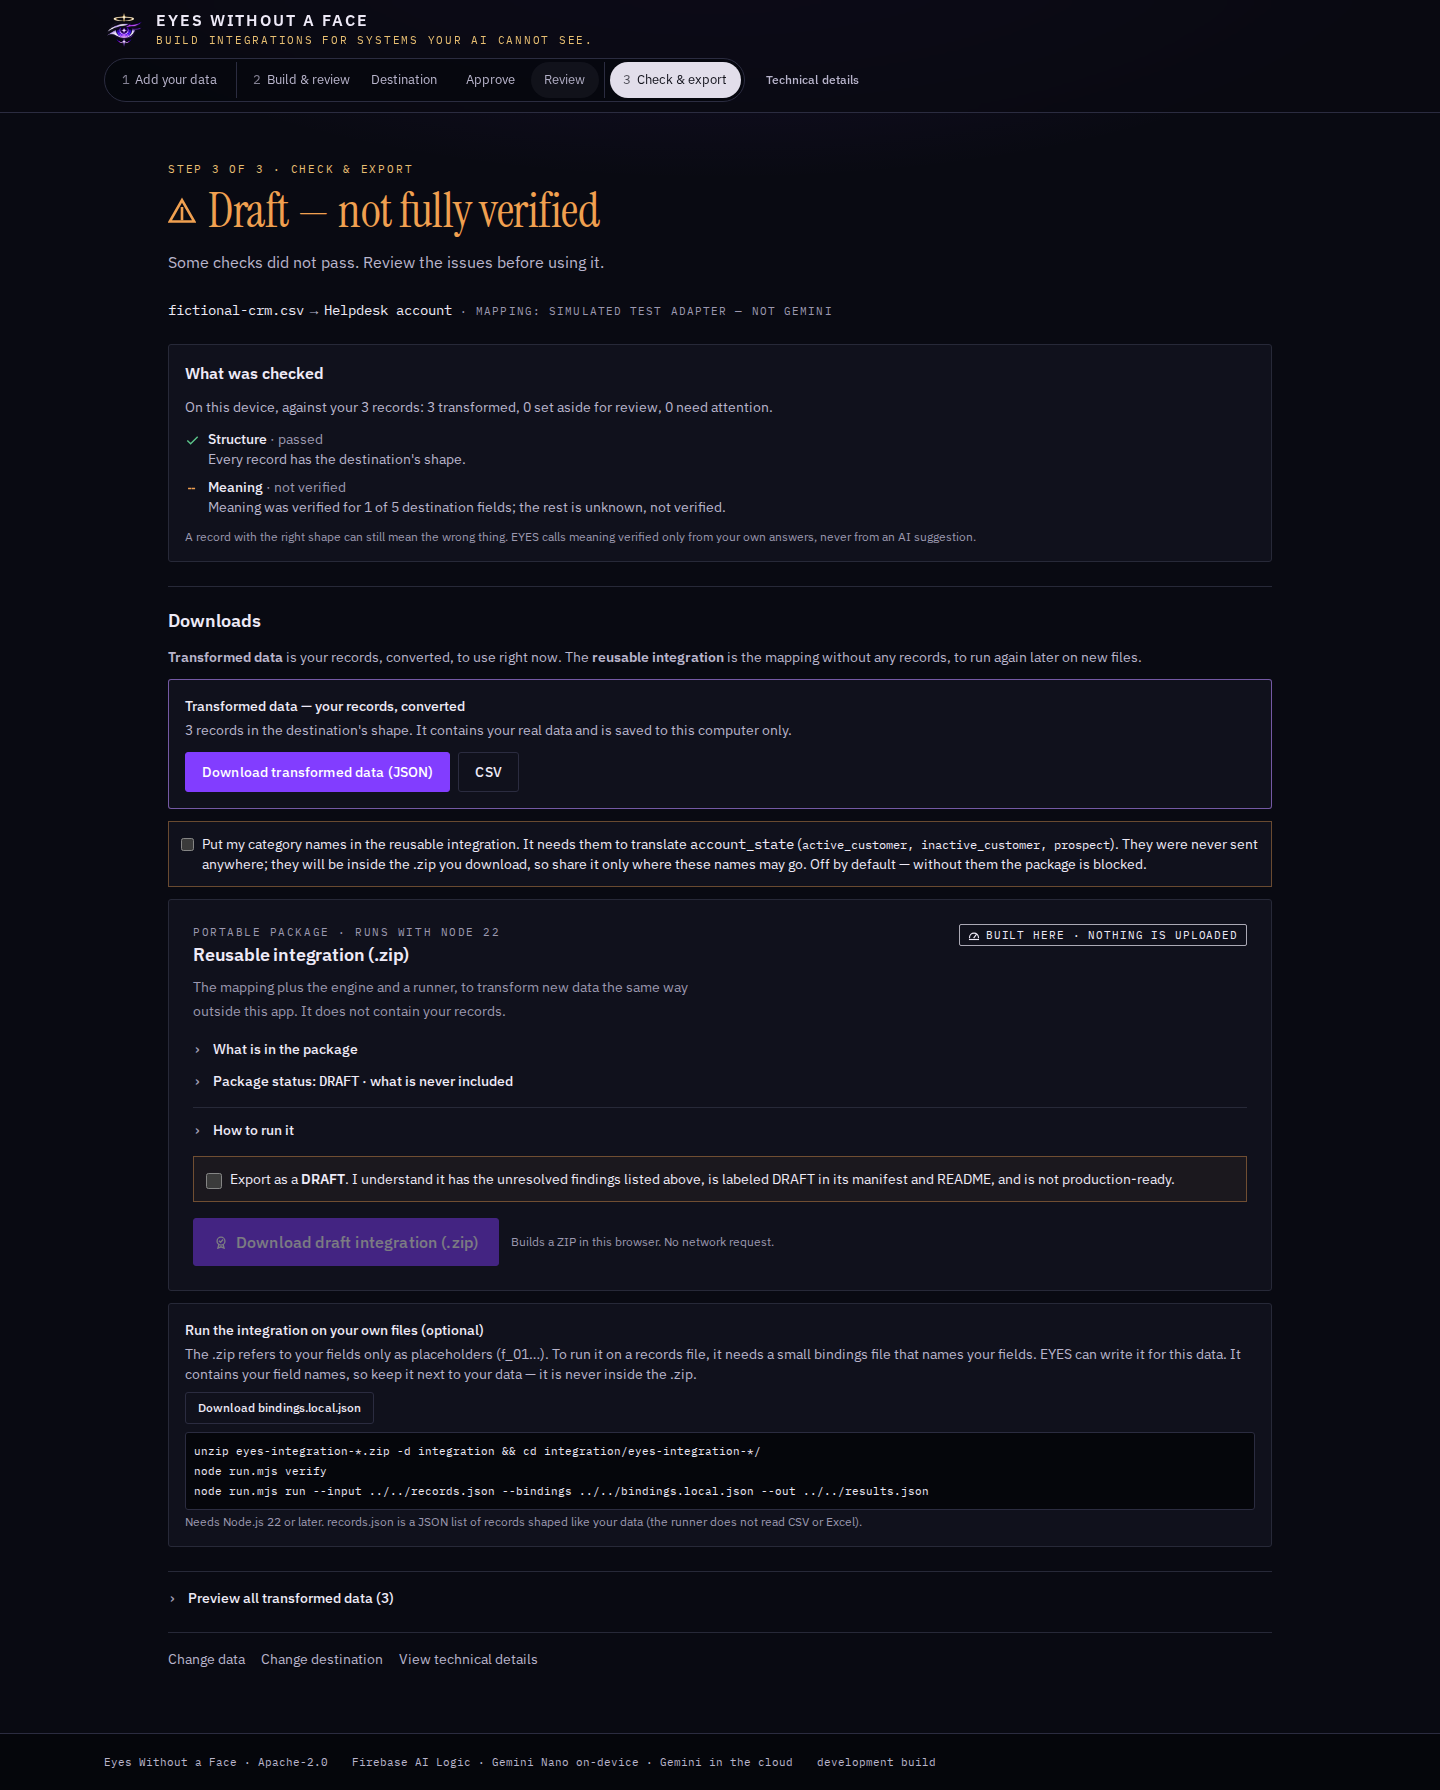 EYES WITHOUT A FACE
BUILD INTEGRATIONS FOR SYSTEMS YOUR AI CANNOT SEE.
1 Add your data 2 Build & review Destination Approve Review 3 Check & export Technical details
STEP 3 OF 3 · CHECK & EXPORT
Draft — not fully verified
Some checks did not pass. Review the issues before using it.
fictional-crm.csv → Helpdesk account · MAPPING: SIMULATED TEST ADAPTER — NOT GEMINI
What was checked
On this device, against your 3 records: 3 transformed, 0 set aside for review, 0 need attention.
Structure · passed
Every record has the destination's shape.
Meaning · not verified
Meaning was verified for 1 of 5 destination fields; the rest is unknown, not verified.
A record with the right shape can still mean the wrong thing. EYES calls meaning verified only from your own answers, never from an AI suggestion.
Downloads
Transformed data is your records, converted, to use right now. The reusable integration is the mapping without any records, to run again later on new files.
Transformed data — your records, converted
3 records in the destination's shape. It contains your real data and is saved to this computer only.
Download transformed data (JSON) CSV
Put my category names in the reusable integration. It needs them to translate account_state (active_customer, inactive_customer, prospect). They were never sent
anywhere; they will be inside the .zip you download, so share it only where these names may go. Off by default — without them the package is blocked.
PORTABLE PACKAGE · RUNS WITH NODE 22
BUILT HERE · NOTHING IS UPLOADED
Reusable integration (.zip)
The mapping plus the engine and a runner, to transform new data the same way
outside this app. It does not contain your records.
› What is in the package
› Package status: DRAFT · what is never included
› How to run it
Export as a DRAFT. I understand it has the unresolved findings listed above, is labeled DRAFT in its manifest and README, and is not production-ready.
Download draft integration (.zip) Builds a ZIP in this browser. No network request.
Run the integration on your own files (optional)
The .zip refers to your fields only as placeholders (f_01…). To run it on a records file, it needs a small bindings file that names your fields. EYES can write it for this data. It
contains your field names, so keep it next to your data — it is never inside the .zip.
Download bindings.local.json
unzip eyes-integration-*.zip -d integration && cd integration/eyes-integration-*/
node run.mjs verify
node run.mjs run --input ../../records.json --bindings ../../bindings.local.json --out ../../results.json
Needs Node.js 22 or later. records.json is a JSON list of records shaped like your data (the runner does not read CSV or Excel).
› Preview all transformed data (3)
Change data Change destination View technical details
Eyes Without a Face · Apache-2.0 Firebase AI Logic · Gemini Nano on-device · Gemini in the cloud development build